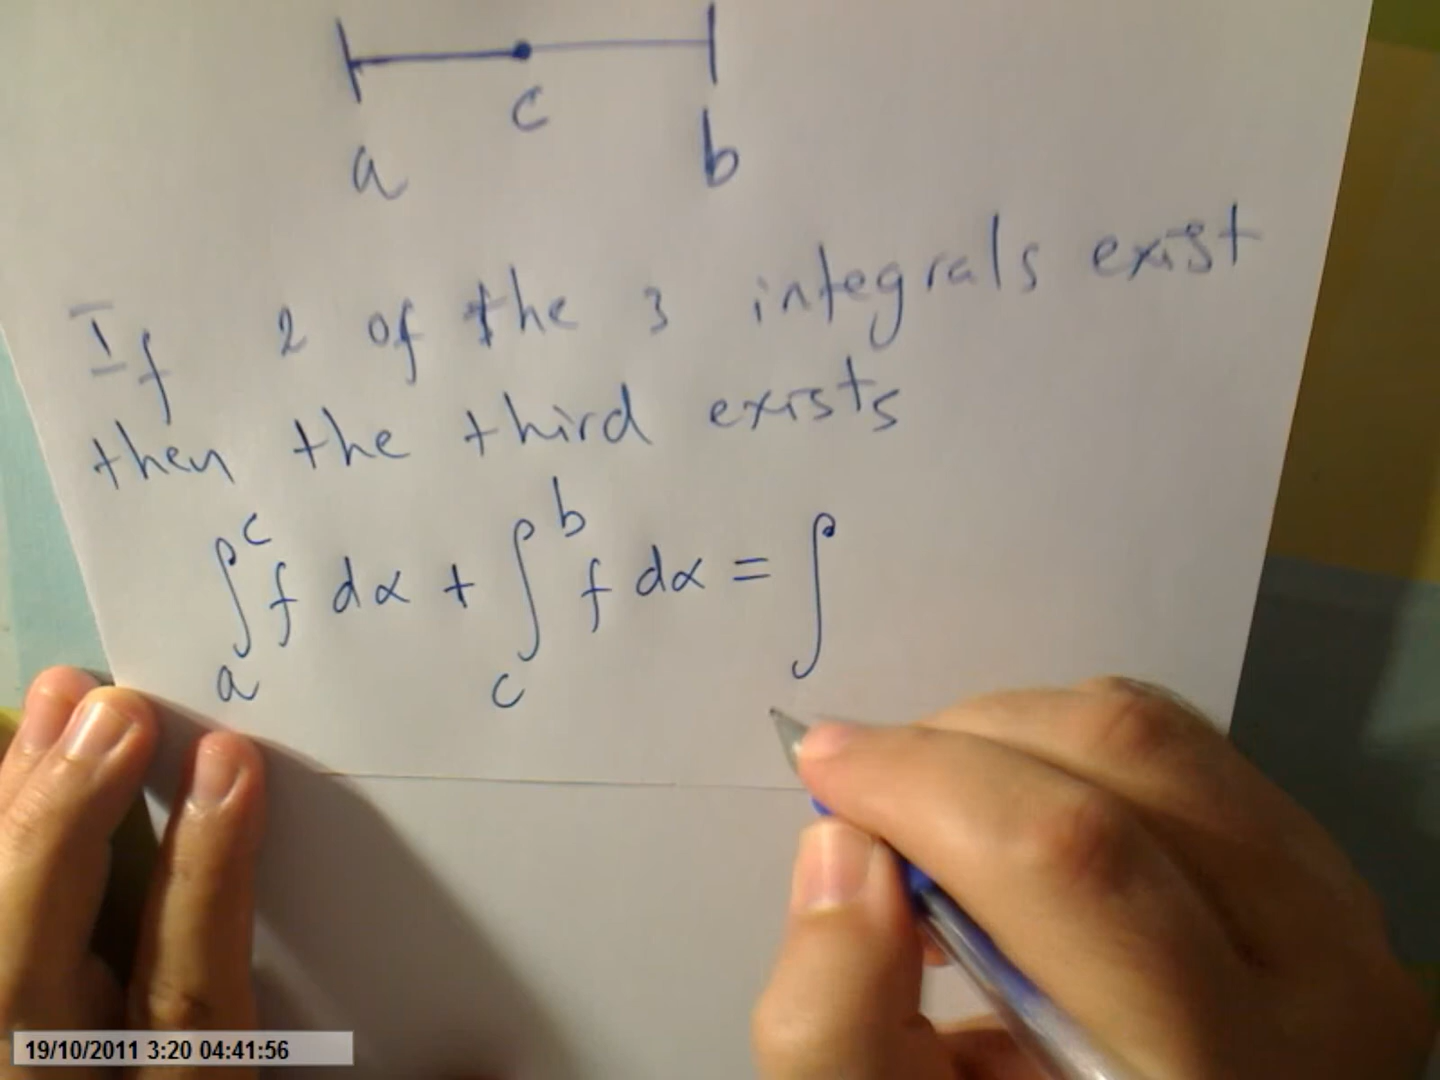 a c b
If 2 of the 3 integrals exist
then the third exists
∫_a^c f dα + ∫_c^b f dα = ∫
19/10/2011 3:20 04:41:56